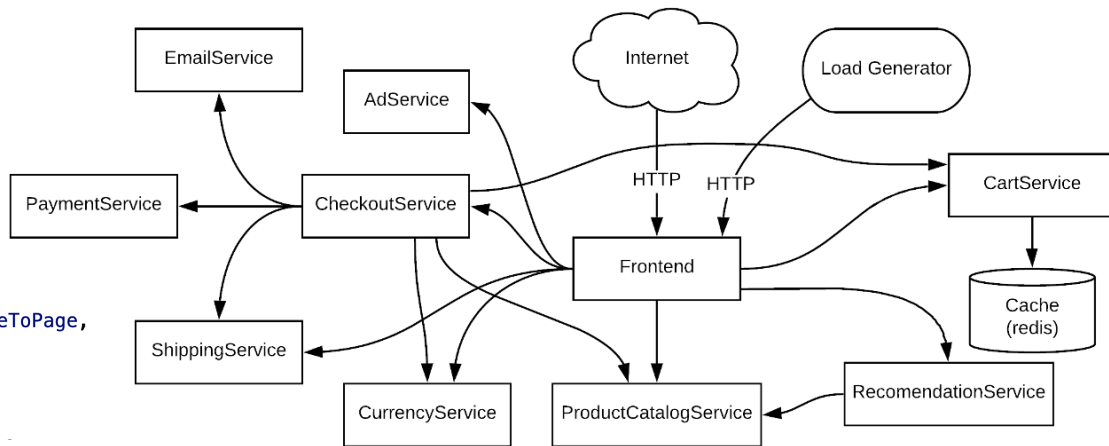 EmailService
Internet
Load Generator
AdService
HTTP
HTTP
CartService
PaymentService
CheckoutService
Frontend
Cache
(redis)
eToPage,
ShippingService
CurrencyService
ProductCatalogService
RecomendationService